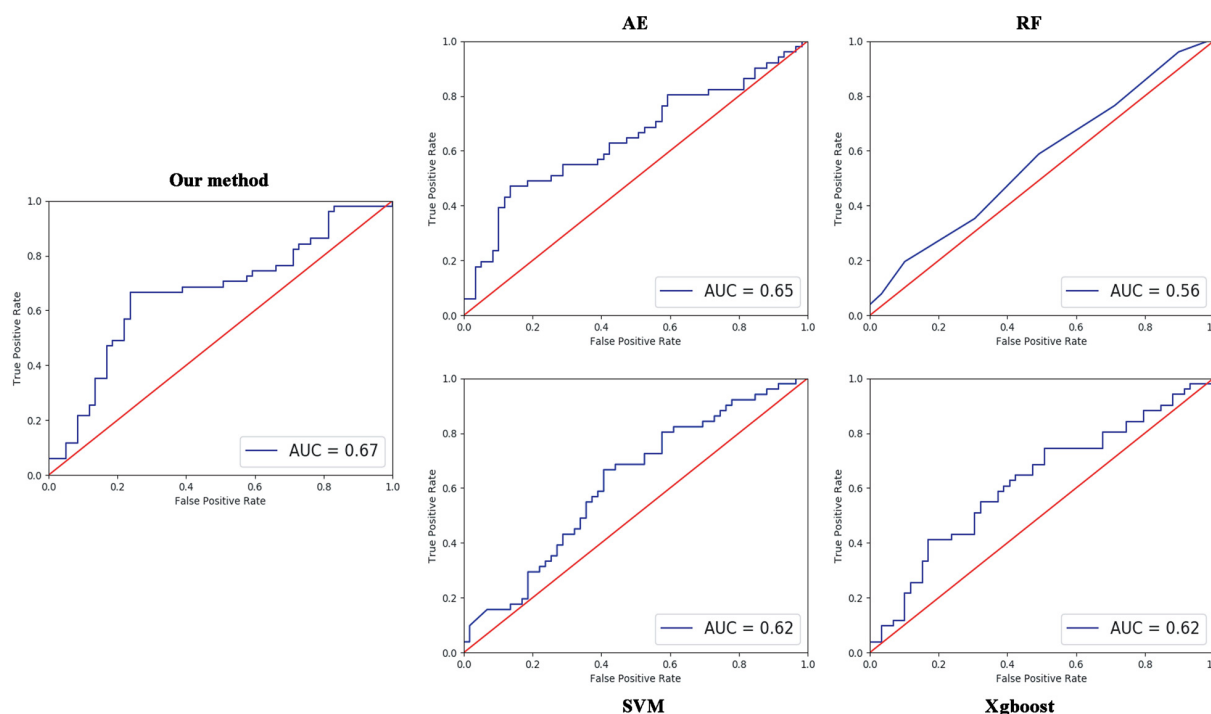 Our method
1.0
0.8
0.6
0.4
0.2
0.0
True Positive Rate
AUC = 0.67
0.0 0.2 0.4 0.6 0.8 1.0
False Positive Rate
AE
1.0
0.8
0.6
0.4
0.2
0.0
True Positive Rate
AUC = 0.65
0.0 0.2 0.4 0.6 0.8 1.0
False Positive Rate
RF
1.0
0.8
0.6
0.4
0.2
0.0
True Positive Rate
AUC = 0.56
0.0 0.2 0.4 0.6 0.8 1.0
False Positive Rate
1.0
0.8
0.6
0.4
0.2
0.0
True Positive Rate
AUC = 0.62
0.0 0.2 0.4 0.6 0.8 1.0
False Positive Rate
SVM
1.0
0.8
0.6
0.4
0.2
0.0
True Positive Rate
AUC = 0.62
0.0 0.2 0.4 0.6 0.8 1.0
False Positive Rate
Xgboost